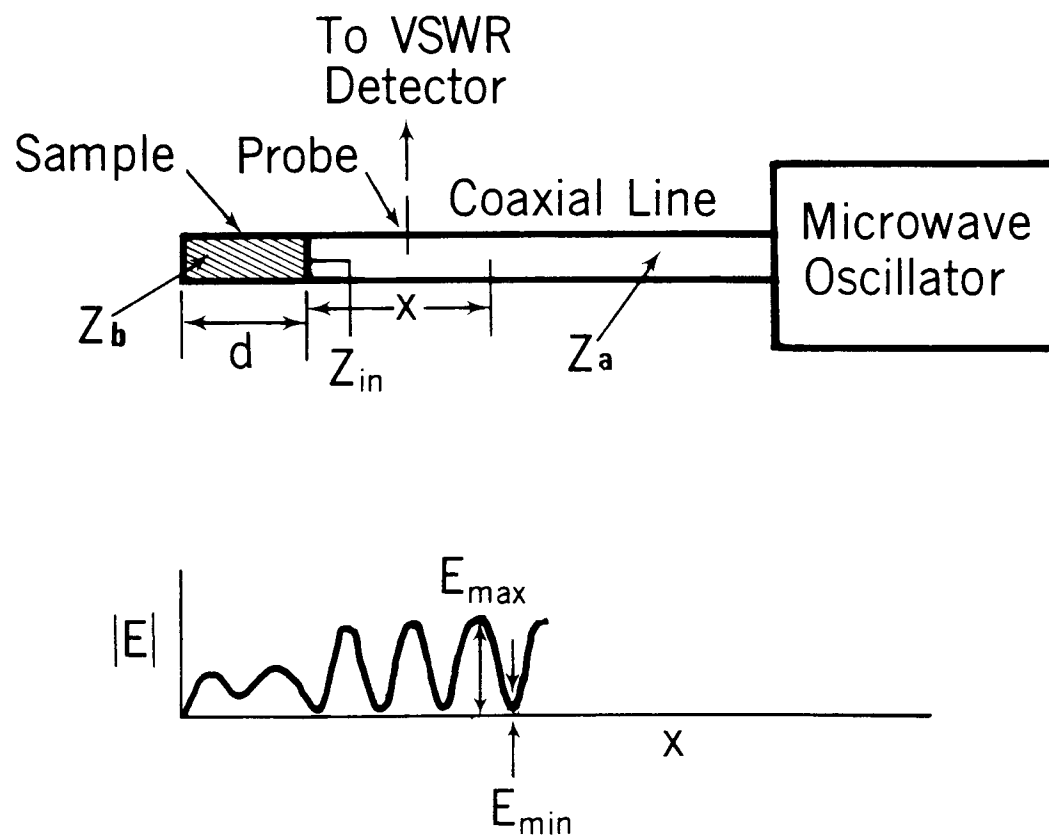 To VSWR
Detector
Sample
Probe
Coaxial Line
Microwave
Oscillator
Zb
d
x
Zin
Za
|E|
Emax
x
Emin